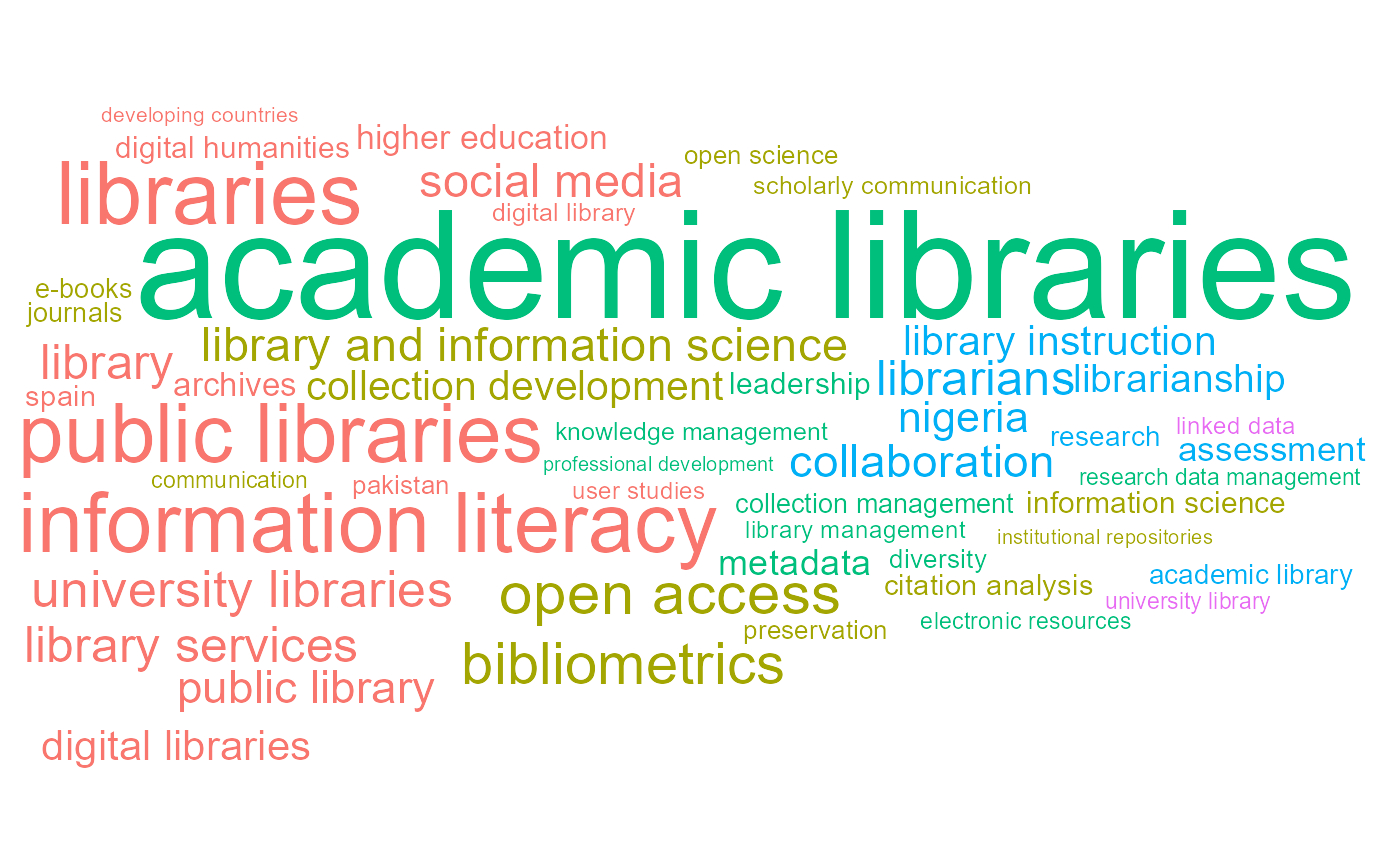 developing countries
digital humanities
higher education
open science
libraries
social media
scholarly communication
digital library
academic libraries
e-books
journals
library and information science
library instruction
library
archives
collection development
leadership
librarians
librarianship
spain
public libraries
knowledge management
nigeria
research
linked data
communication
professional development
collaboration
assessment
pakistan
user studies
research data management
information literacy
collection management
information science
library management
institutional repositories
metadata
diversity
university libraries
open access
citation analysis
academic library
university library
library services
preservation
electronic resources
bibliometrics
public library
digital libraries